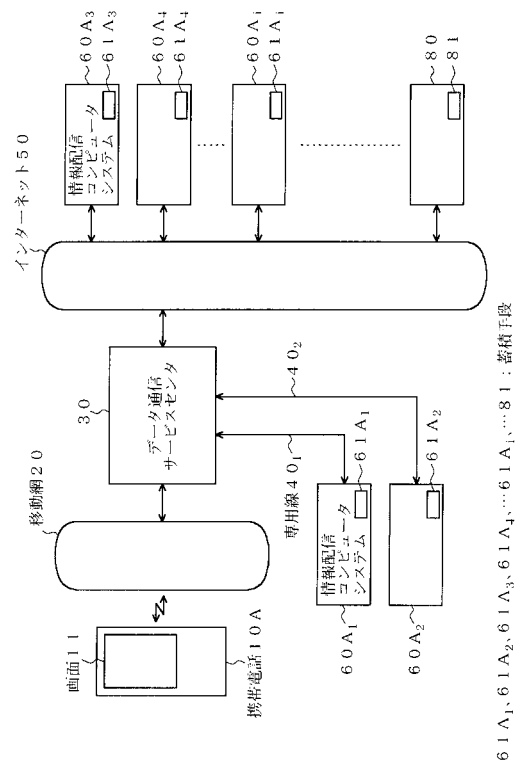 画面11
携帯電話10A
移動網20
30
データ通信
サービスセンタ
専用線40₁
40₂
情報配信
コンピュータ
システム
60A₁
61A₁
60A₂
61A₂
インターネット50
情報配信
コンピュータ
システム
60A₃
61A₃
60A₄
61A₄
60Aᵢ
61Aᵢ
80
81
61A₁、61A₂、61A₃、61A₄、…61Aᵢ、…81：蓄積手段